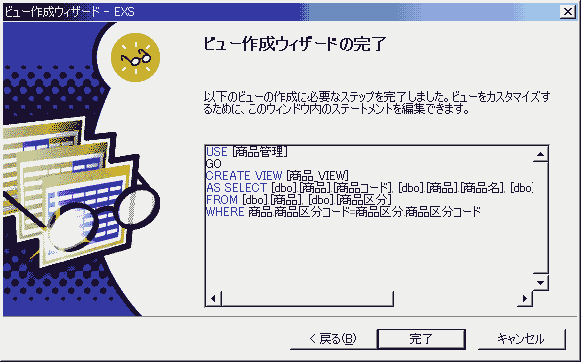 ビュー作成ウィザード - EXS
ビュー作成ウィザードの完了
以下のビューの作成に必要なステップを完了しました。ビューをカスタマイズす
るために、このウィンドウ内のステートメントを編集できます。
USE [商品管理]
GO
CREATE VIEW [商品_VIEW]
AS SELECT [dbo].[商品].[商品コード], [dbo].[商品].[商品名], [dbo]
FROM [dbo].[商品], [dbo].[商品区分]
WHERE 商品.商品区分コード=商品区分.商品区分コード
< 戻る(B)
完了
キャンセル